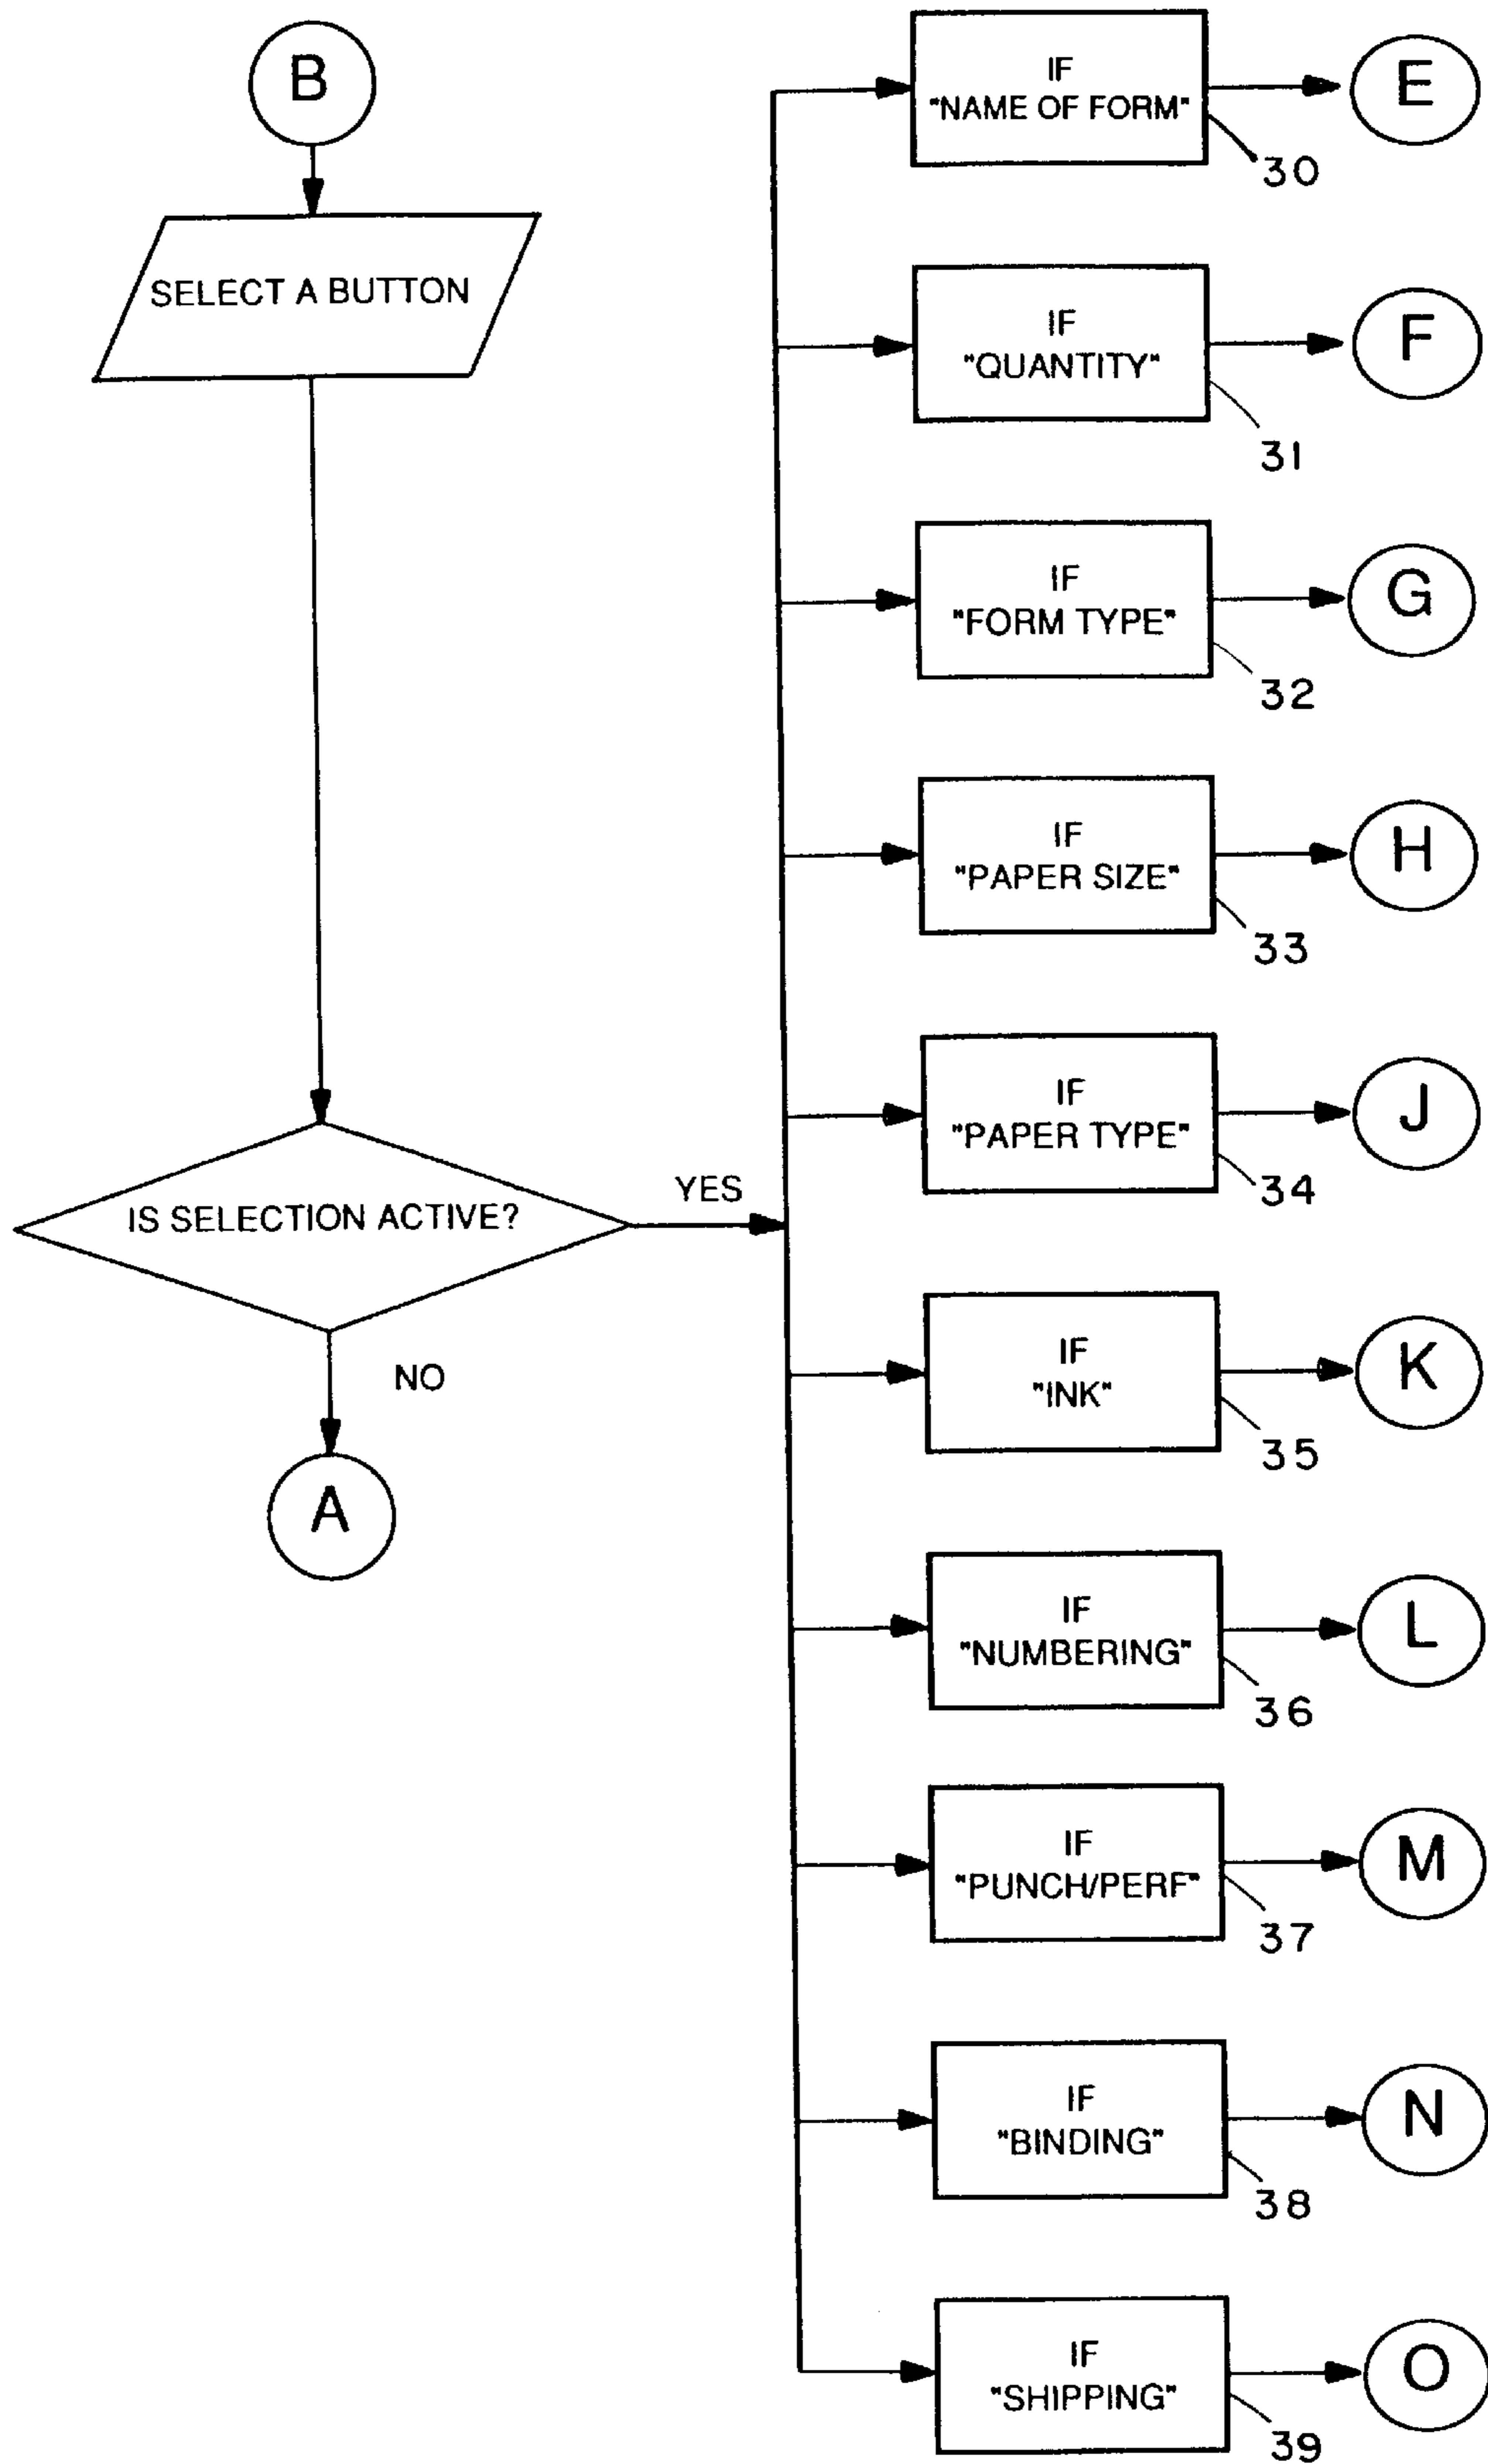 B
SELECT A BUTTON
IS SELECTION ACTIVE?
YES
NO
A
IF
"NAME OF FORM"
30
E
IF
"QUANTITY"
31
F
IF
"FORM TYPE"
32
G
IF
"PAPER SIZE"
33
H
IF
"PAPER TYPE"
34
J
IF
"INK"
35
K
IF
"NUMBERING"
36
L
IF
"PUNCH/PERF"
37
M
IF
"BINDING"
38
N
IF
"SHIPPING"
39
O